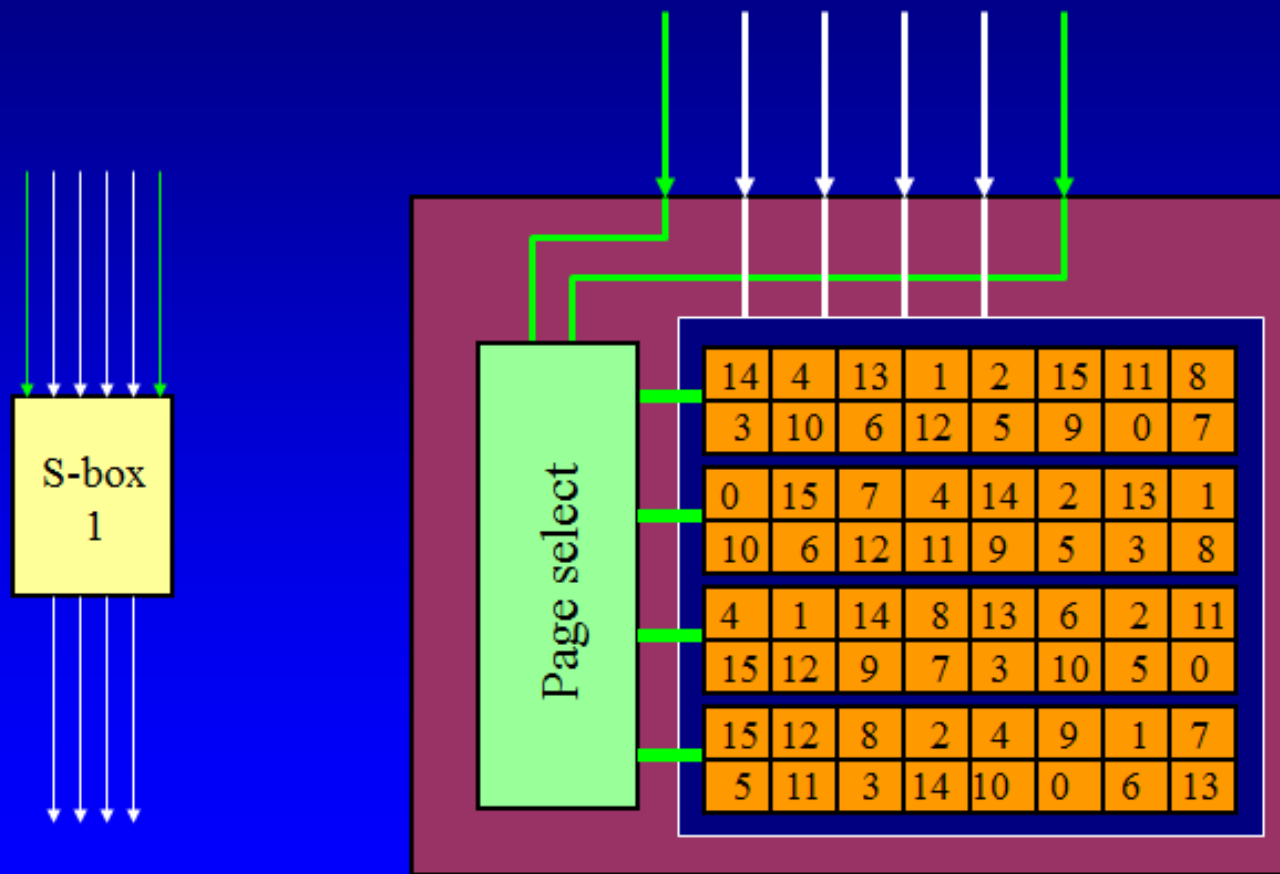 S-box
1
Page select
14 4 13 1 2 15 11 8
3 10 6 12 5 9 0 7
0 15 7 4 14 2 13 1
10 6 12 11 9 5 3 8
4 1 14 8 13 6 2 11
15 12 9 7 3 10 5 0
15 12 8 2 4 9 1 7
5 11 3 14 10 0 6 13